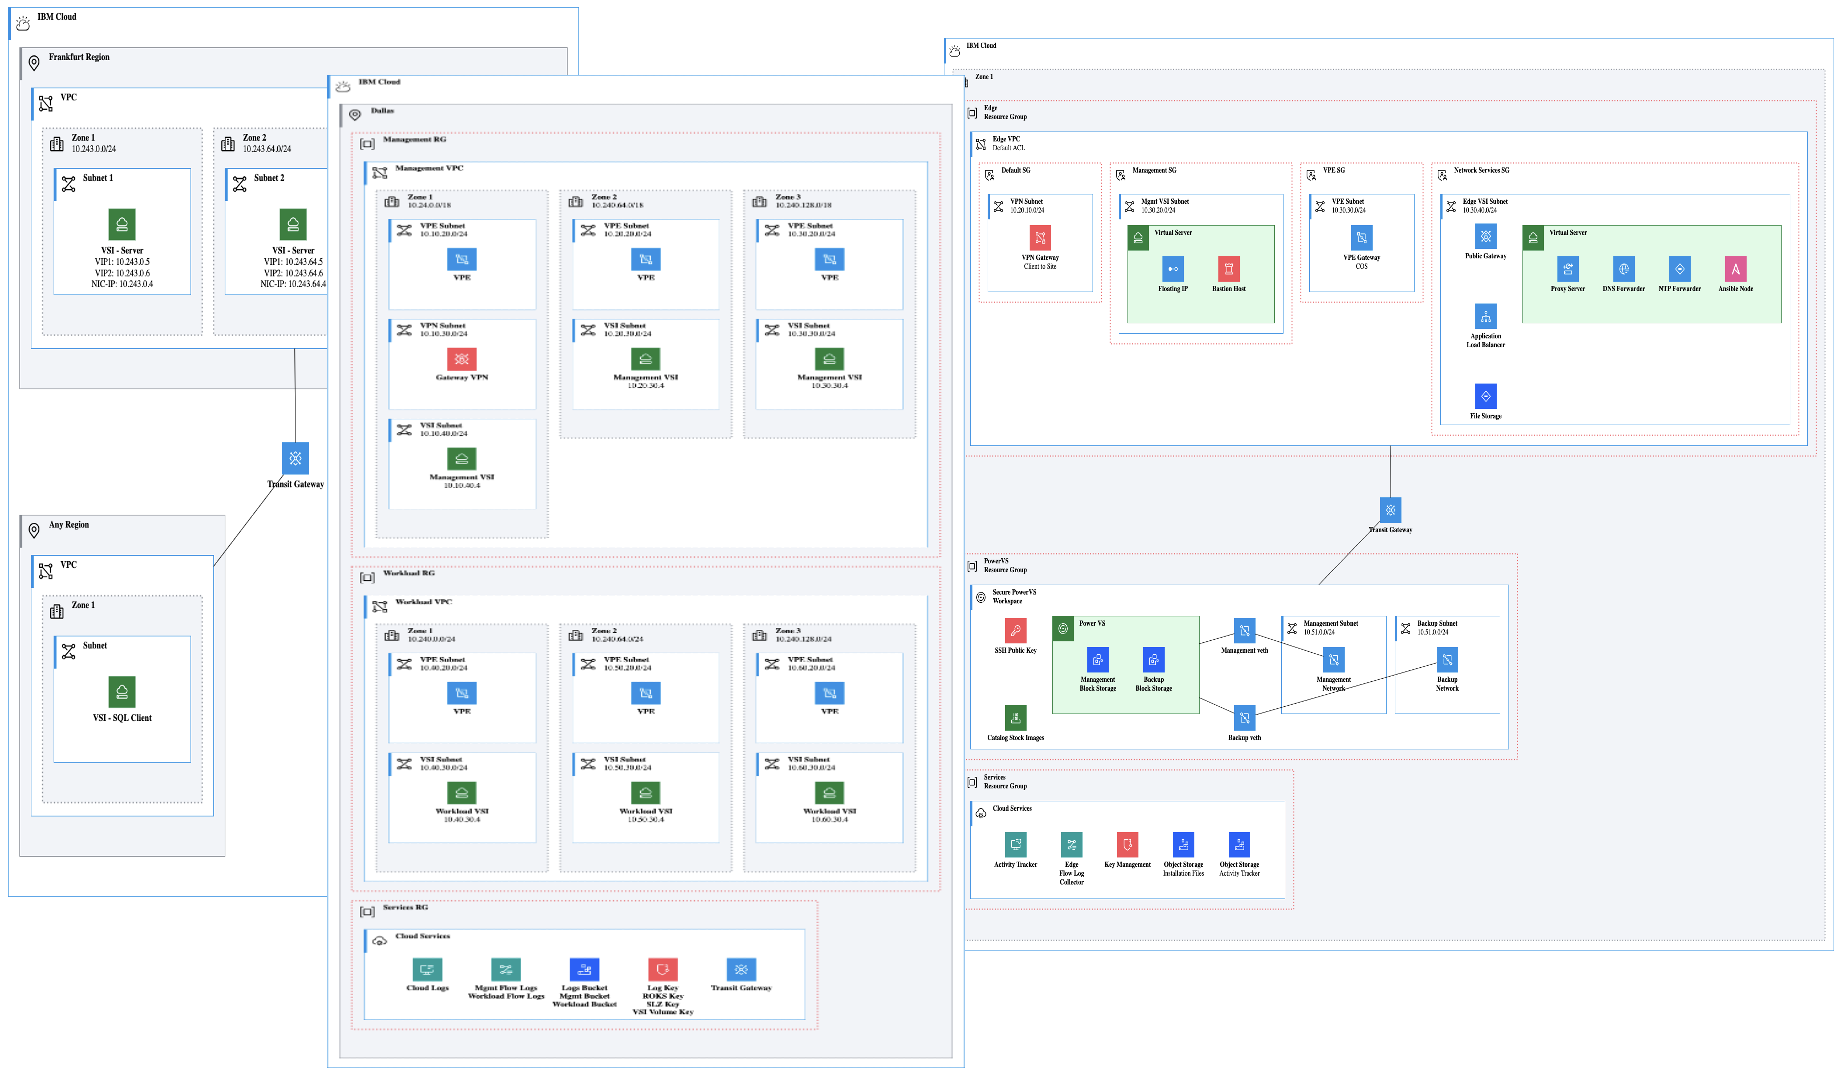 IBM Cloud
Frankfurt Region
VPC
Zone 1
10.243.0.0/24
Subnet 1
VSI - Server
VIP1: 10.243.0.5
VIP2: 10.243.0.6
NIC-IP: 10.243.0.4
Zone 2
10.243.64.0/24
Subnet 2
VSI - Server
VIP1: 10.243.64.5
VIP2: 10.243.64.6
NIC-IP: 10.243.64.4
Transit Gateway
Any Region
VPC
Zone 1
Subnet
VSI - SQL Client
IBM Cloud
Dallas
Management RG
Management VPC
Zone 1
10.24.0.0/18
VPE Subnet
10.10.20.0/24
VPE
VPN Subnet
10.10.30.0/24
Gateway VPN
VSI Subnet
10.10.40.0/24
Management VSI
10.10.40.4
Zone 2
10.240.64.0/18
VPE Subnet
10.20.20.0/24
VPE
VSI Subnet
10.20.30.0/24
Management VSI
10.20.30.4
Zone 3
10.240.128.0/18
VPE Subnet
10.30.20.0/24
VPE
VSI Subnet
10.30.30.0/24
Management VSI
10.30.30.4
Workload RG
Workload VPC
Zone 1
10.240.0.0/24
VPE Subnet
10.40.20.0/24
VPE
VSI Subnet
10.40.30.0/24
Workload VSI
10.40.30.4
Zone 2
10.240.64.0/24
VPE Subnet
10.50.20.0/24
VPE
VSI Subnet
10.50.30.0/24
Workload VSI
10.50.30.4
Zone 3
10.240.128.0/24
VPE Subnet
10.60.20.0/24
VPE
VSI Subnet
10.60.30.0/24
Workload VSI
10.60.30.4
Services RG
Cloud Services
Cloud Logs
Mgmt Flow Logs
Workload Flow Logs
Logs Bucket
Mgmt Bucket
Workload Bucket
Log Key
ROKS Key
SLZ Key
VSI Volume Key
Transit Gateway
IBM Cloud
Zone 1
Edge
Resource Group
Edge VPC
Default ACL
Default SG
VPN Subnet
10.20.10.0/24
VPN Gateway
Client to Site
Management SG
Mgmt VSI Subnet
10.30.20.0/24
Virtual Server
Floating IP
Bastion Host
VPE SG
VPE Subnet
10.30.30.0/24
VPE Gateway
COS
Network Services SG
Edge VSI Subnet
10.30.40.0/24
Public Gateway
Application
Load Balancer
File Storage
Virtual Server
Proxy Server
DNS Forwarder
NTP Forwarder
Ansible Node
Transit Gateway
PowerVS
Resource Group
Secure PowerVS
Workspace
SSH Public Key
Catalog Stock Images
Power VS
Management
Block Storage
Backup
Block Storage
Management veth
Backup veth
Management Subnet
10.51.0.0/24
Management
Network
Backup Subnet
10.51.0.0/24
Backup
Network
Services
Resource Group
Cloud Services
Activity Tracker
Edge
Flow Log
Collector
Key Management
Object Storage
Installation Files
Object Storage
Activity Tracker